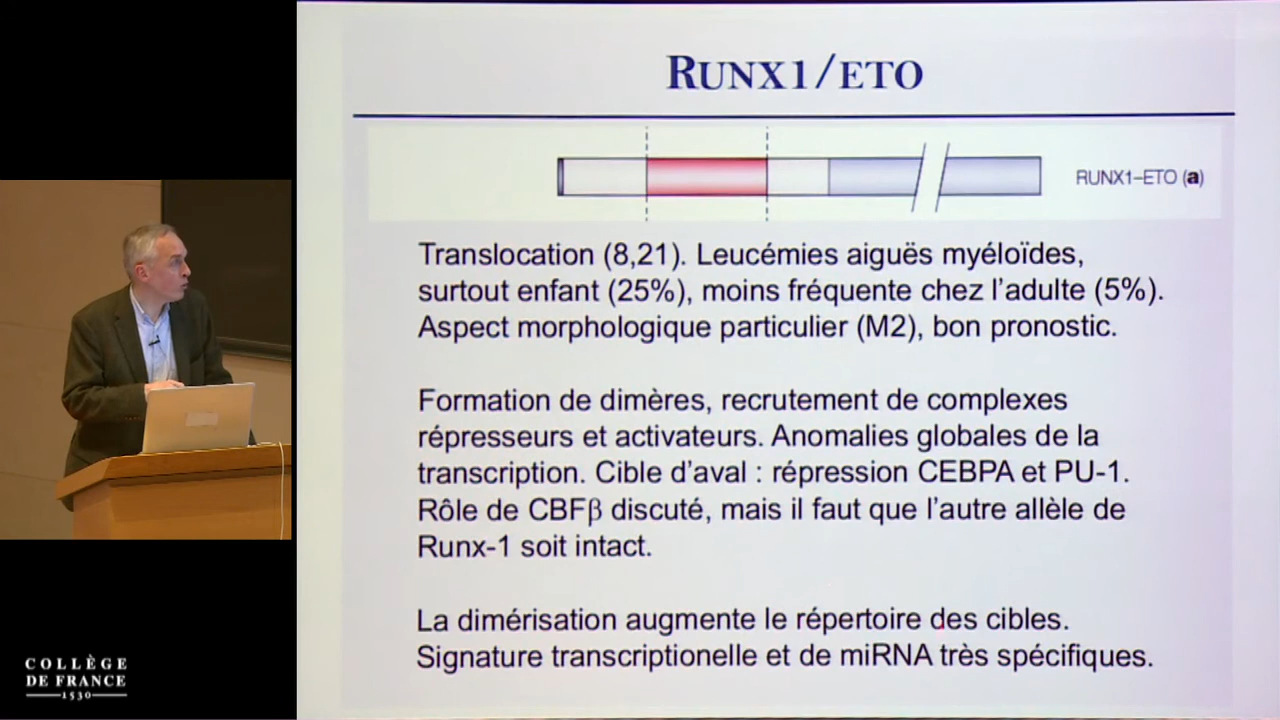 RUNX1/ETO
RUNX1–ETO (a)
Translocation (8,21). Leucémies aiguës myéloïdes,
surtout enfant (25%), moins fréquente chez l'adulte (5%).
Aspect morphologique particulier (M2), bon pronostic.
Formation de dimères, recrutement de complexes
répresseurs et activateurs. Anomalies globales de la
transcription. Cible d'aval : répression CEBPA et PU-1.
Rôle de CBFβ discuté, mais il faut que l'autre allèle de
Runx-1 soit intact.
La dimérisation augmente le répertoire des cibles.
Signature transcriptionelle et de miRNA très spécifiques.
COLLÈGE
DE FRANCE
1530